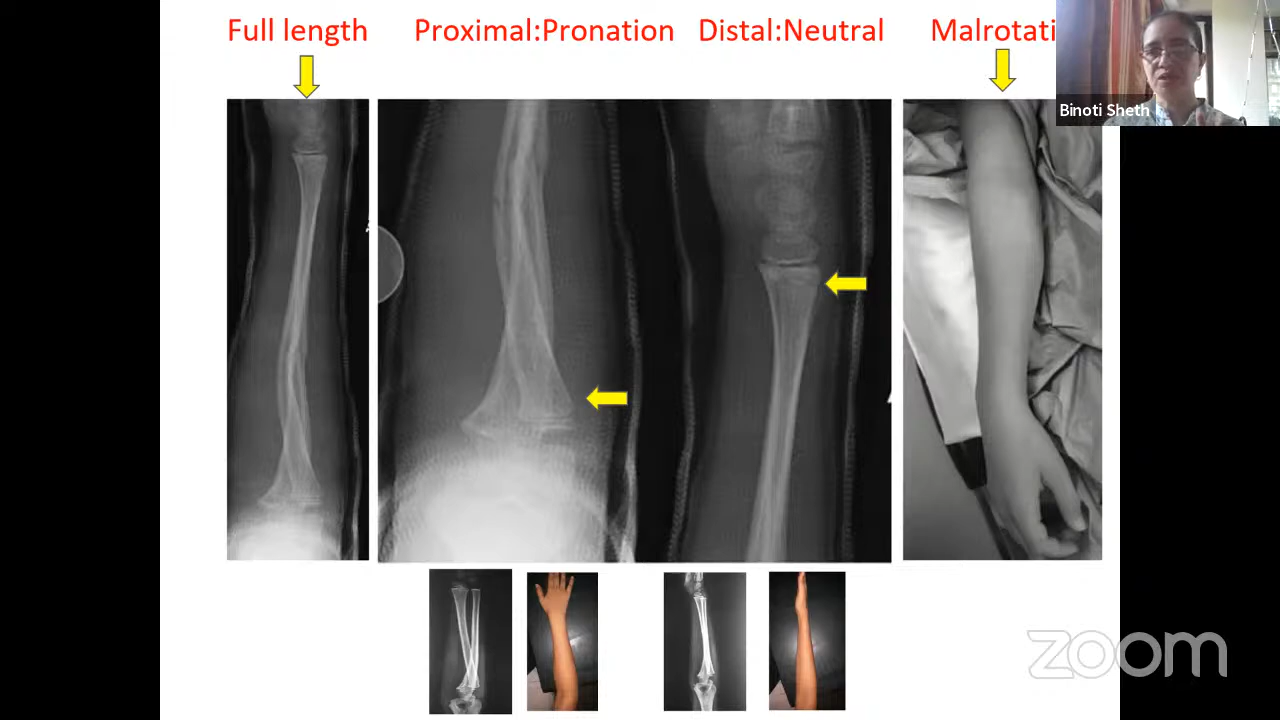 Full length
Proximal:Pronation
Distal:Neutral
Malrotati
Binoti Sheth
zoom